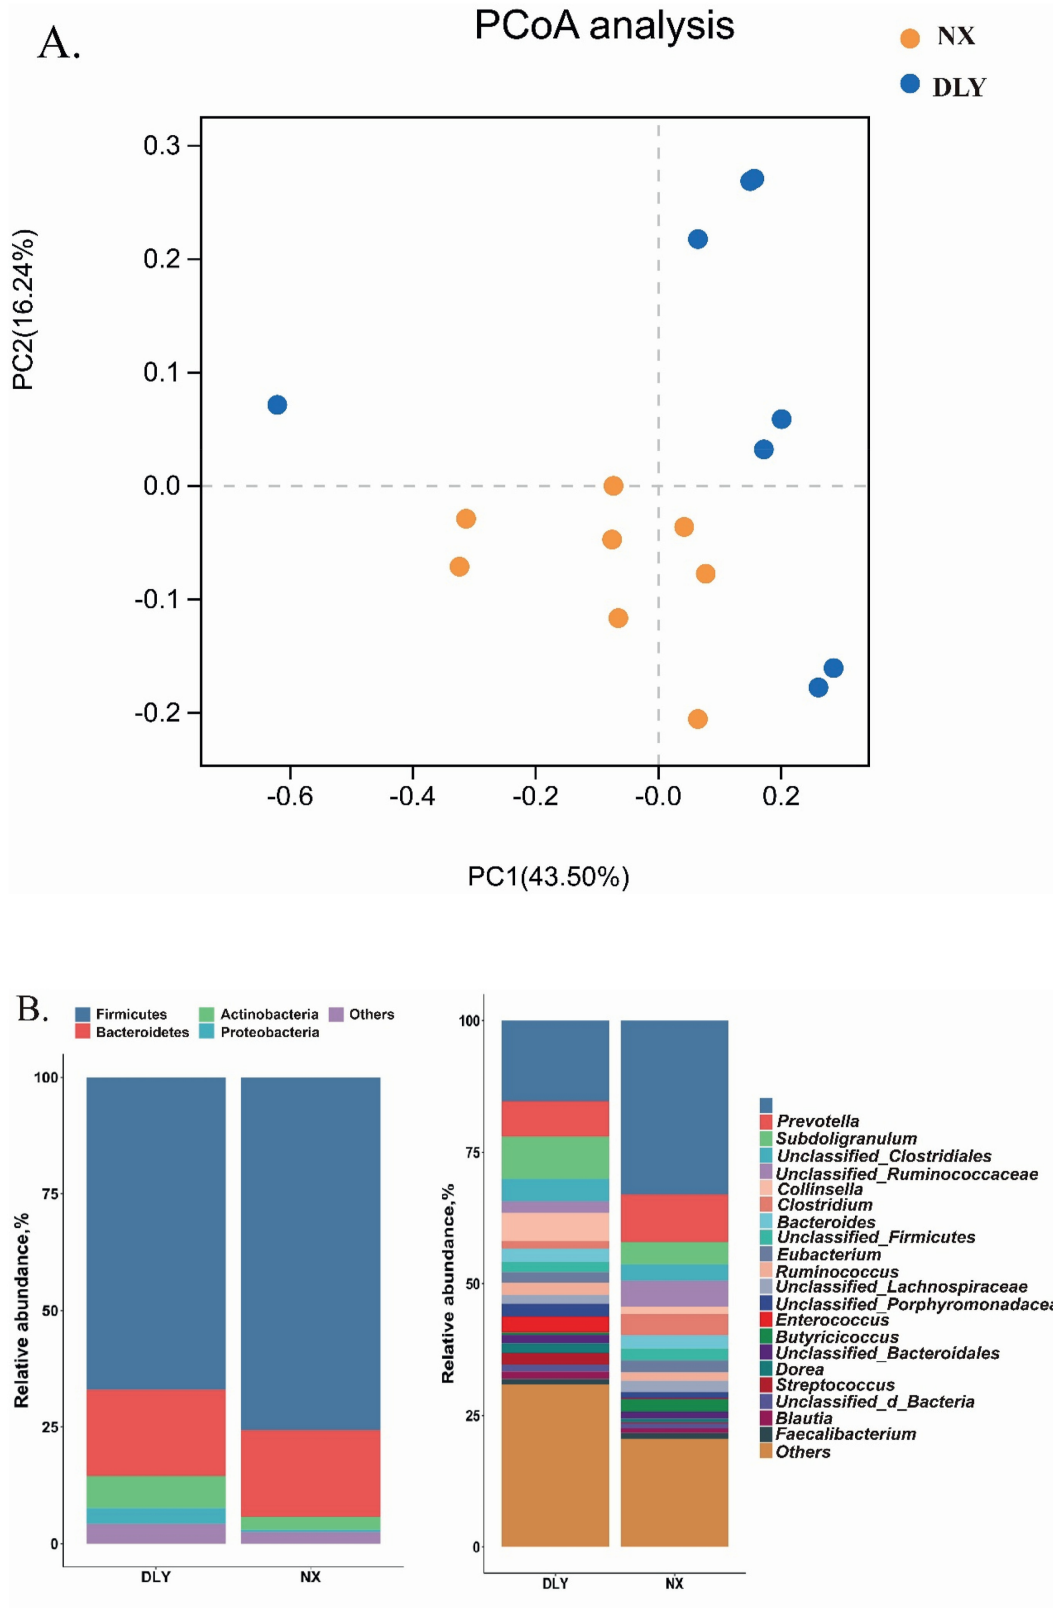 A.
PCoA analysis
NX
DLY
0.3
0.2
0.1
0.0
-0.1
-0.2
PC2(16.24%)
-0.6
-0.4
-0.2
-0.0
0.2
PC1(43.50%)
B.
Firmicutes
Actinobacteria
Others
Bacteroidetes
Proteobacteria
100
75
50
25
0
Relative abundance,%
DLY
NX
100
75
50
25
0
Relative abundance,%
DLY
NX
Prevotella
Subdoligranulum
Unclassified_Clostridiales
Unclassified_Ruminococcaceae
Collinsella
Clostridium
Bacteroides
Unclassified_Firmicutes
Eubacterium
Ruminococcus
Unclassified_Lachnospiraceae
Unclassified_Porphyromonadacea
Enterococcus
Butyricicoccus
Unclassified_Bacteroidales
Dorea
Streptococcus
Unclassified_d_Bacteria
Blautia
Faecalibacterium
Others